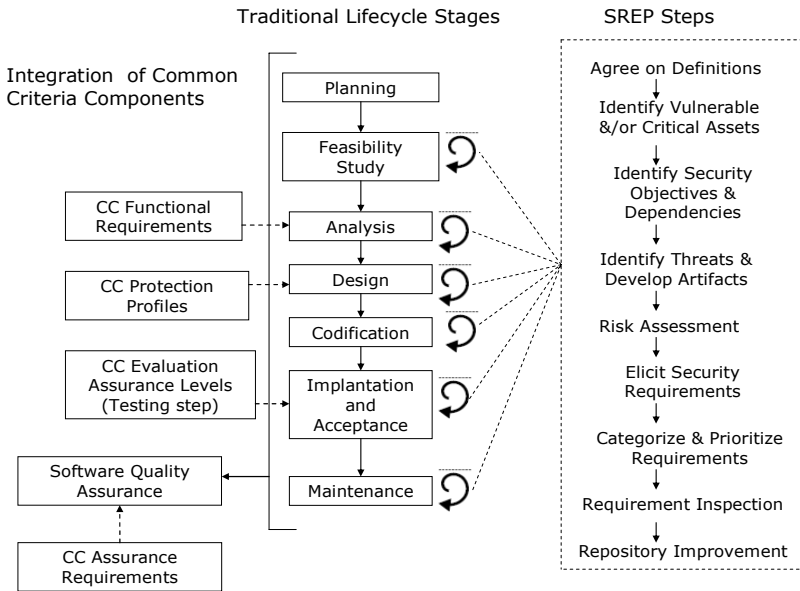 Traditional Lifecycle Stages
SREP Steps
Integration of Common
Criteria Components
Planning
Feasibility
Study
CC Functional
Requirements
Analysis
CC Protection
Profiles
Design
Codification
CC Evaluation
Assurance Levels
(Testing step)
Implantation
and
Acceptance
Software Quality
Assurance
Maintenance
CC Assurance
Requirements
Agree on Definitions
Identify Vulnerable
&/or Critical Assets
Identify Security
Objectives &
Dependencies
Identify Threats &
Develop Artifacts
Risk Assessment
Elicit Security
Requirements
Categorize & Prioritize
Requirements
Requirement Inspection
Repository Improvement